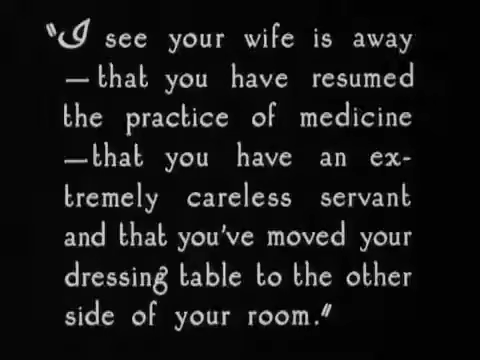 "I see your wife is away
—that you have resumed
the practice of medicine
—that you have an ex-
tremely careless servant
and that you've moved your
dressing table to the other
side of your room."